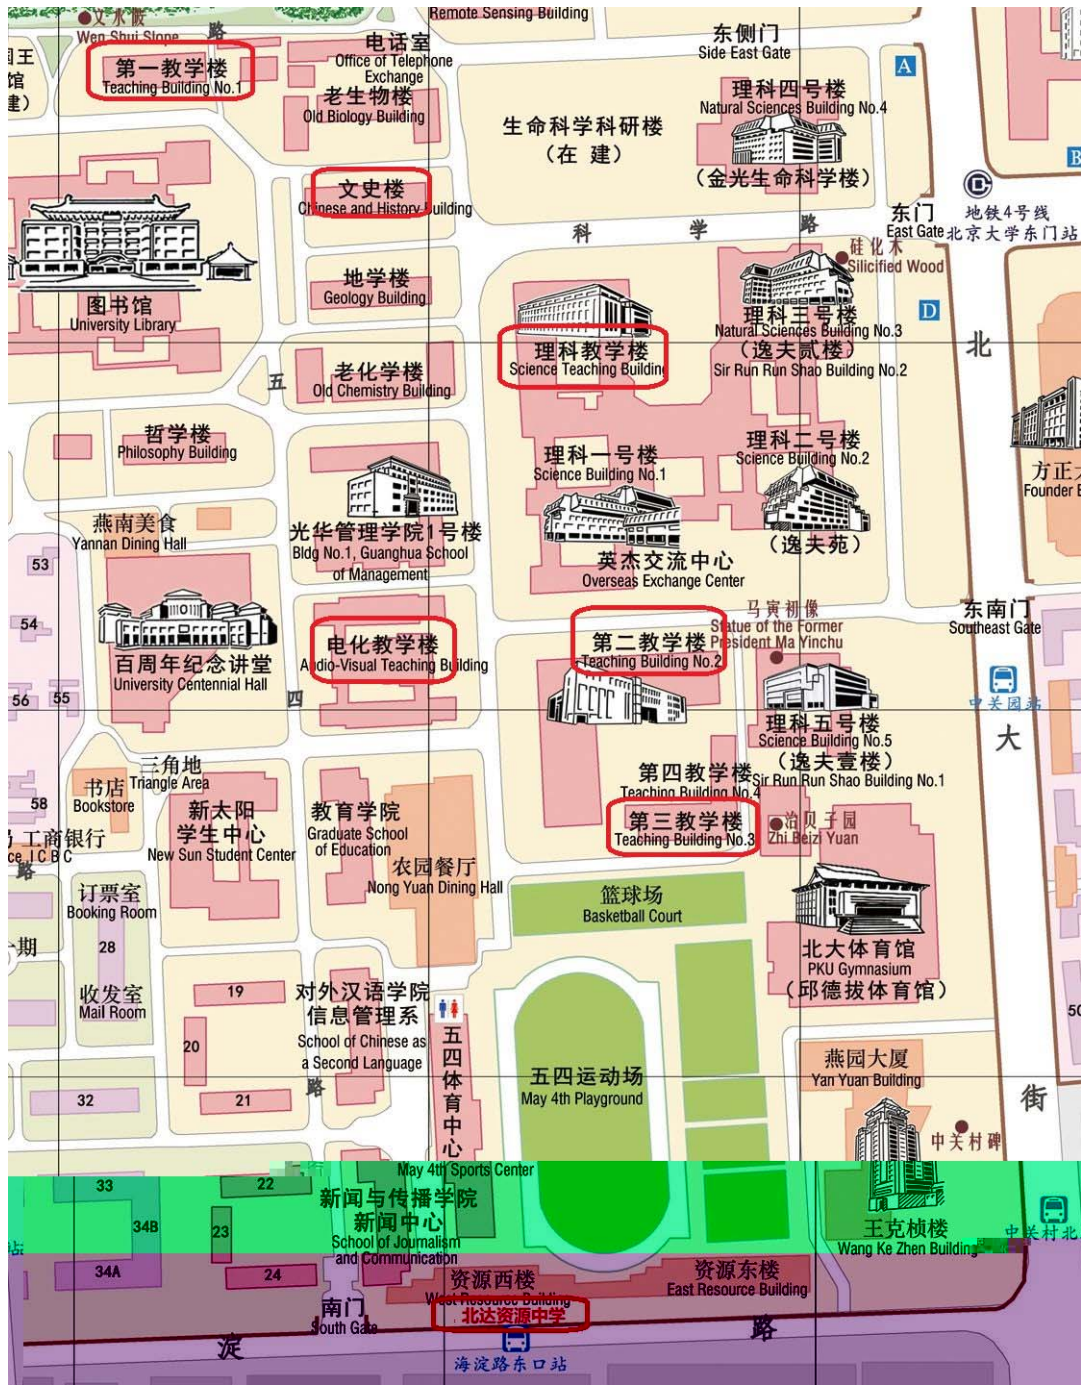 文水陂
Wen Shui Slope
路
Remote Sensing Building
国王
馆
建）
第一教学楼
Teaching Building No.1
电话室
Office of Telephone
Exchange
老生物楼
Old Biology Building
东侧门
Side East Gate
A
理科四号楼
Natural Sciences Building No.4
（金光生命科学楼）
生命科学科研楼
（在 建）
B
文史楼
Chinese and History Building
科 学 路
东门
East Gate
地铁4号线
北京大学东门站
硅化木
Silicified Wood
图书馆
University Library
地学楼
Geology Building
理科三号楼
Natural Sciences Building No.3
（逸夫贰楼）
Sir Run Run Shao Building No.2
D
北
理科教学楼
Science Teaching Building
五
老化学楼
Old Chemistry Building
哲学楼
Philosophy Building
理科一号楼
Science Building No.1
理科二号楼
Science Building No.2
（逸夫苑）
方正大
Founder B
燕南美食
Yannan Dining Hall
光华管理学院1号楼
Bldg No.1, Guanghua School
of Management
英杰交流中心
Overseas Exchange Center
53
54
56
55
58
百周年纪念讲堂
University Centennial Hall
电化教学楼
Audio-Visual Teaching Building
四
第二教学楼
Teaching Building No.2
马寅初像
Statue of the Former
President Ma Yinchu
东南门
Southeast Gate
中关园站
大
理科五号楼
Science Building No.5
（逸夫壹楼）
Sir Run Run Shao Building No.1
三角地
Triangle Area
书店
Bookstore
新太阳
学生中心
New Sun Student Center
教育学院
Graduate School
of Education
农园餐厅
Nong Yuan Dining Hall
第四教学楼
Teaching Building No.4
第三教学楼
Teaching Building No.3
治贝子园
Zhi Beizi Yuan
工商银行
ce, I C B C
路
订票室
Booking Room
28
收发室
Mail Room
期
篮球场
Basketball Court
北大体育馆
PKU Gymnasium
（邱德拔体育馆）
19
20
21
32
对外汉语学院
信息管理系
School of Chinese as
a Second Language
路
五四体育中心
May 4th Sports Center
五四运动场
May 4th Playground
燕园大厦
Yan Yuan Building
50
街
中关村碑
33
22
34B
23
34A
24
新闻与传播学院
新闻中心
School of Journalism
and Communication
王克桢楼
Wang Ke Zhen Building
中关村北
站
资源西楼
West Resource Building
资源东楼
East Resource Building
南门
South Gate
北达资源中学
淀
路
海淀路东口站